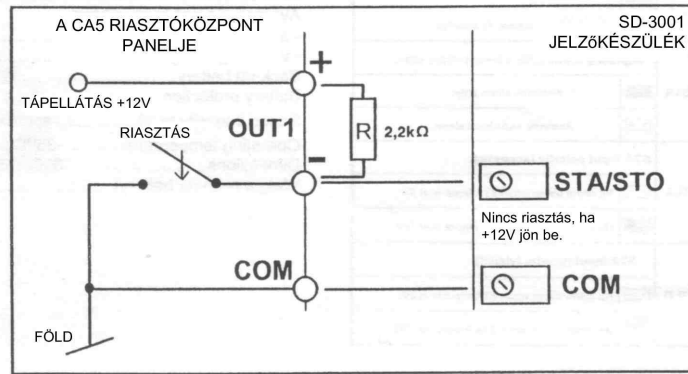 A CA5 RIASZTÓKÖZPONT
PANELJE
SD-3001
JELZőKÉSZÜLÉK
+
TÁPELLÁTÁS +12V
RIASZTÁS
OUT1
R
2,2kΩ
-
STA/STO
Nincs riasztás, ha
+12V jön be.
COM
COM
FÖLD